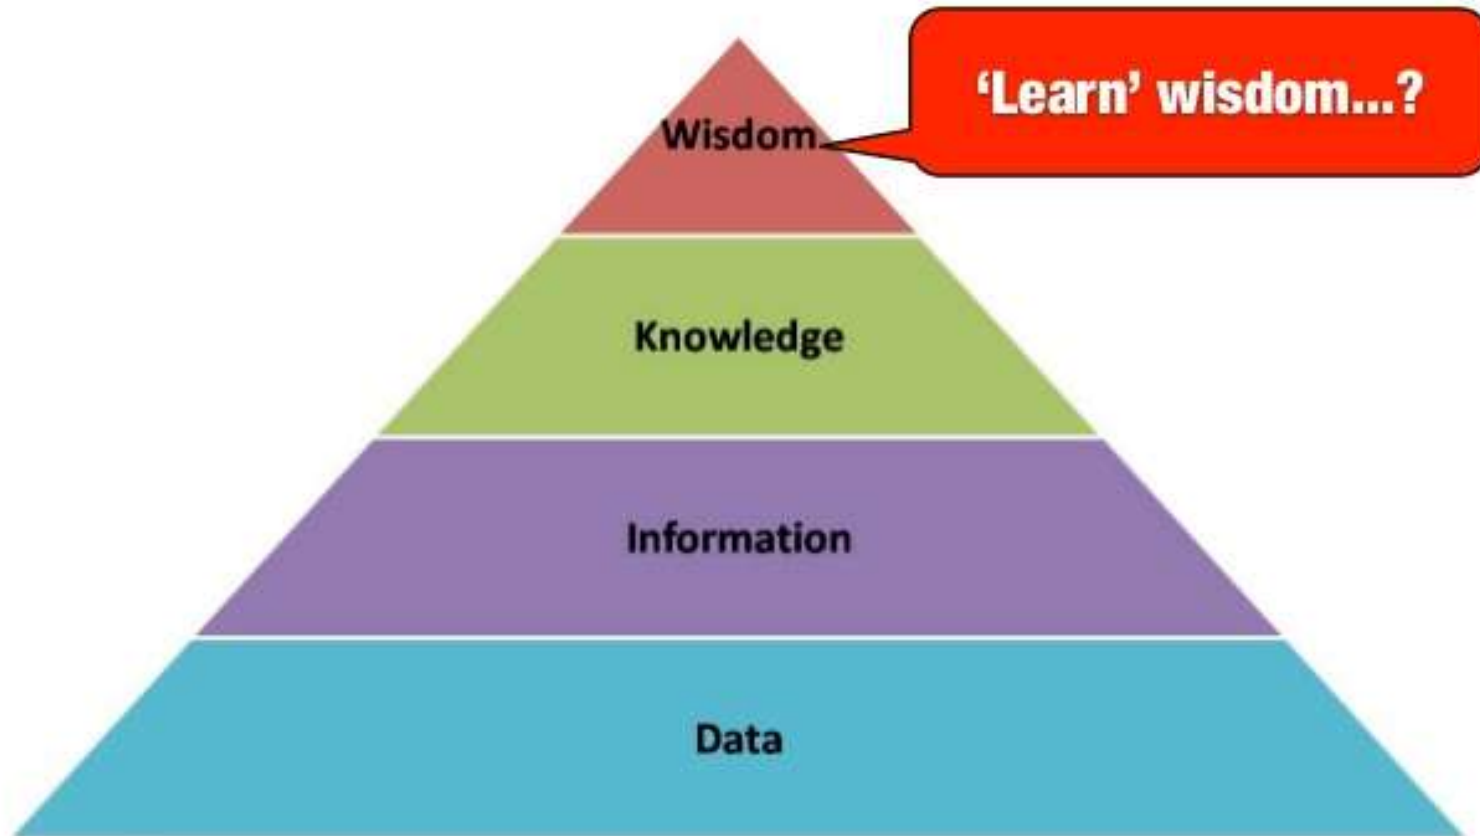 ‘Learn’ wisdom...?
Wisdom
Knowledge
Information
Data